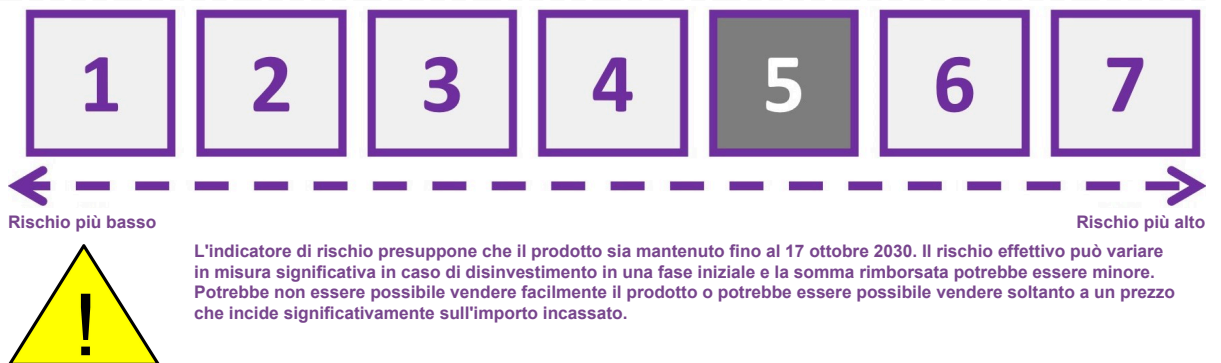 1 2 3 4 5 6 7
Rischio più basso Rischio più alto
L'indicatore di rischio presuppone che il prodotto sia mantenuto fino al 17 ottobre 2030. Il rischio effettivo può variare
in misura significativa in caso di disinvestimento in una fase iniziale e la somma rimborsata potrebbe essere minore.
Potrebbe non essere possibile vendere facilmente il prodotto o potrebbe essere possibile vendere soltanto a un prezzo
che incide significativamente sull'importo incassato.
!